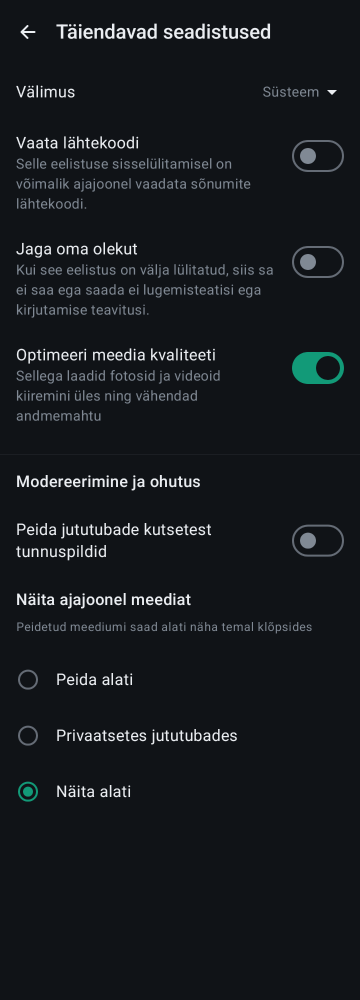 Täiendavad seadistused
Välimus
Süsteem
Vaata lähtekoodi
Selle eelistuse sisselülitamisel on
võimalik ajajoonel vaadata sõnumite
lähtekoodi.
Jaga oma olekut
Kui see eelistus on välja lülitatud, siis sa
ei saa ega saada ei lugemisteatisi ega
kirjutamise teavitusi.
Optimeeri meedia kvaliteeti
Sellega laadid fotosid ja videoid
kiiremini üles ning vähendad
andmemahtu
Modereerimine ja ohutus
Peida jututubade kutsetest
tunnuspildid
Näita ajajoonel meediat
Peidetud meediumi saad alati näha temal klõpsides
Peida alati
Privaatsetes jututubades
Näita alati